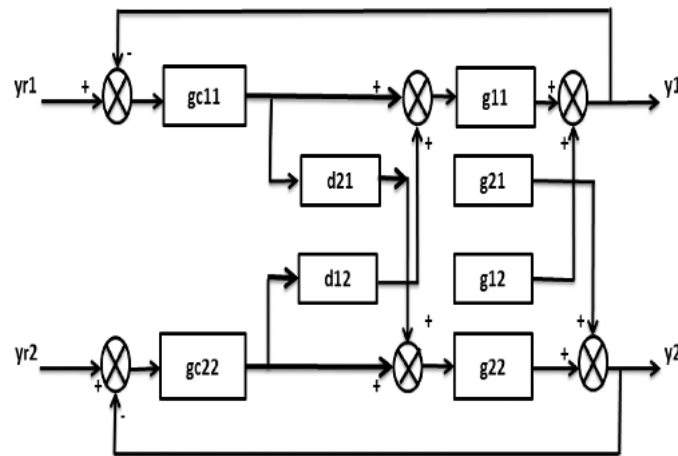 -
yr1 + gc11 + g11 + y1
+ +
d21 g21
d12 g12
+ +
yr2 + gc22 + g22 + y2
-